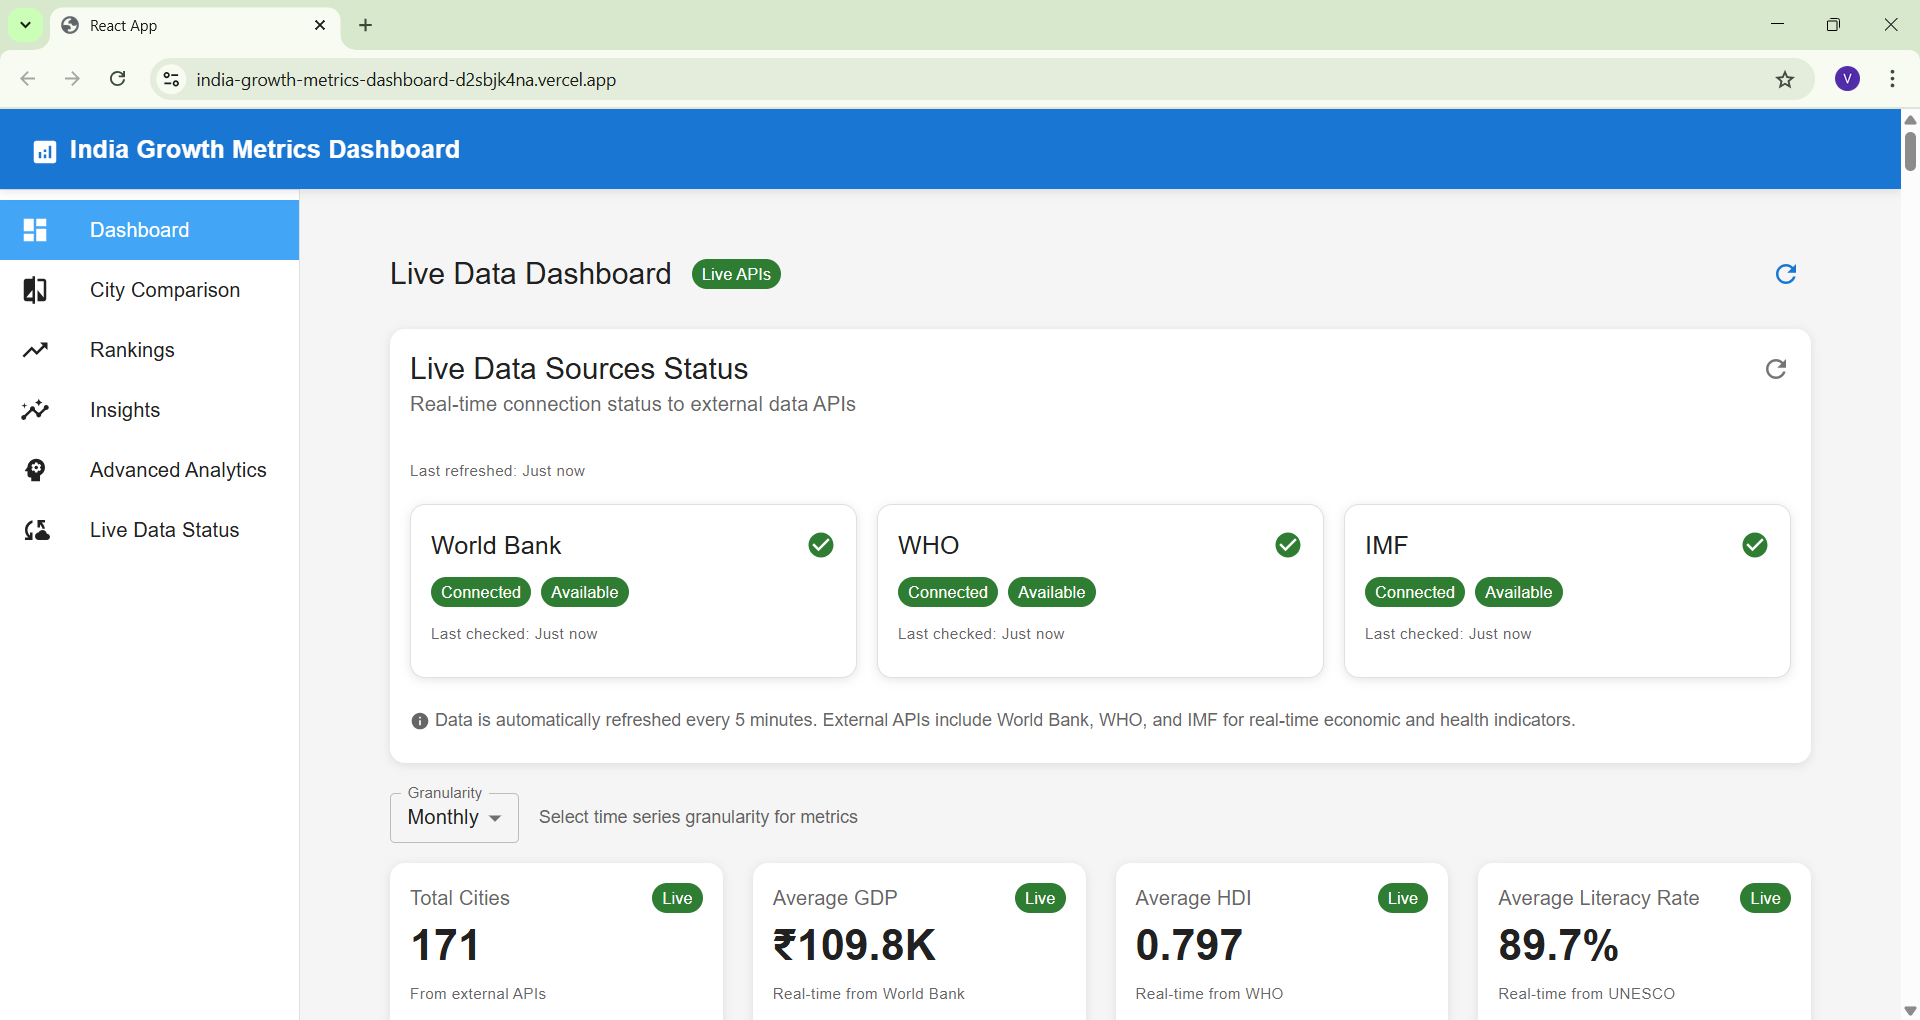 React App
india-growth-metrics-dashboard-d2sbjk4na.vercel.app
V
India Growth Metrics Dashboard
Dashboard
City Comparison
Rankings
Insights
Advanced Analytics
Live Data Status
Live Data Dashboard Live APIs
Live Data Sources Status
Real-time connection status to external data APIs
Last refreshed: Just now
World Bank
Connected Available
Last checked: Just now
WHO
Connected Available
Last checked: Just now
IMF
Connected Available
Last checked: Just now
Data is automatically refreshed every 5 minutes. External APIs include World Bank, WHO, and IMF for real-time economic and health indicators.
Granularity
Monthly
Select time series granularity for metrics
Total Cities Live
171
From external APIs
Average GDP Live
₹109.8K
Real-time from World Bank
Average HDI Live
0.797
Real-time from WHO
Average Literacy Rate Live
89.7%
Real-time from UNESCO